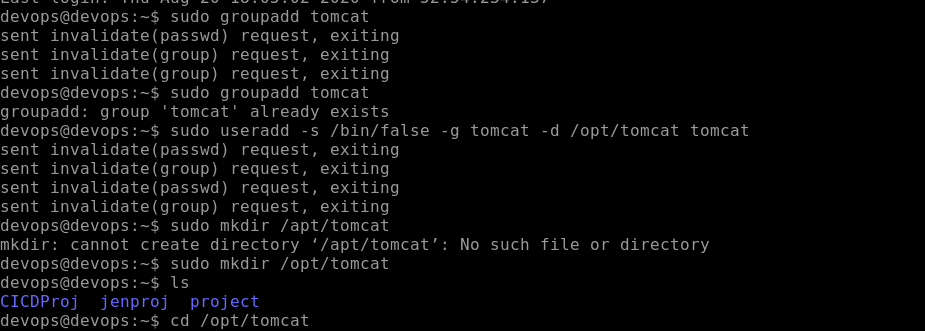 Last login: Thu Aug 20 18:03:02 2020 from 52.34.234.137
devops@devops:~$ sudo groupadd tomcat
sent invalidate(passwd) request, exiting
sent invalidate(group) request, exiting
sent invalidate(group) request, exiting
devops@devops:~$ sudo groupadd tomcat
groupadd: group 'tomcat' already exists
devops@devops:~$ sudo useradd -s /bin/false -g tomcat -d /opt/tomcat tomcat
sent invalidate(passwd) request, exiting
sent invalidate(group) request, exiting
sent invalidate(passwd) request, exiting
sent invalidate(group) request, exiting
devops@devops:~$ sudo mkdir /apt/tomcat
mkdir: cannot create directory ‘/apt/tomcat’: No such file or directory
devops@devops:~$ sudo mkdir /opt/tomcat
devops@devops:~$ ls
CICDProj  jenproj  project
devops@devops:~$ cd /opt/tomcat